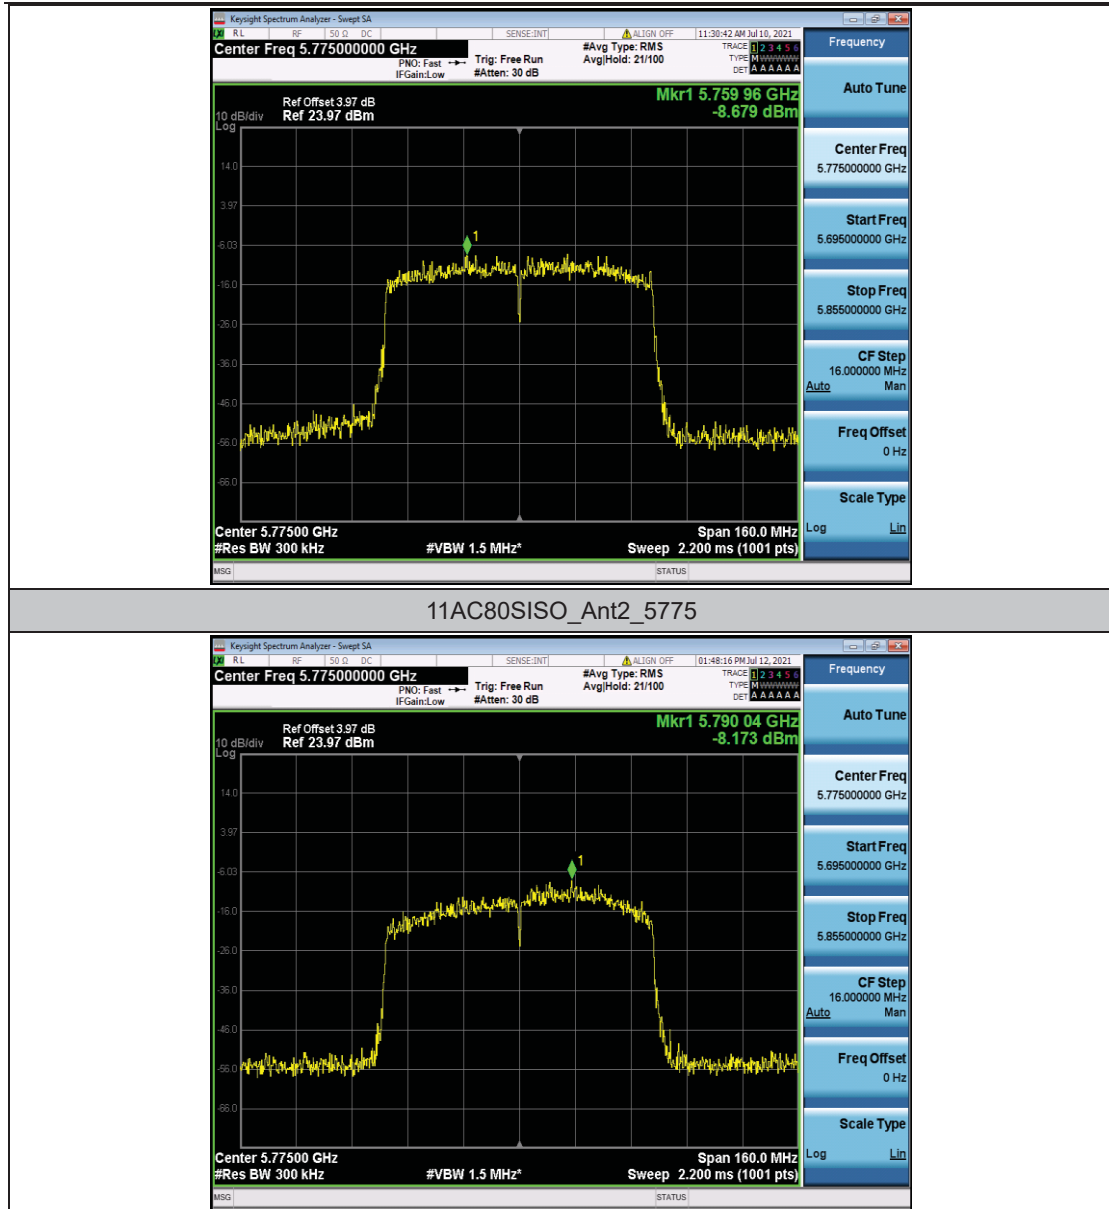 Keysight Spectrum Analyzer - Swept SA
RL RF 50 Ω DC SENSE:INT ALIGN OFF 11:30:42 AM Jul 10, 2021
Center Freq 5.775000000 GHz
PNO: Fast
IFGain:Low
Trig: Free Run
#Atten: 30 dB
#Avg Type: RMS
Avg|Hold: 21/100
TRACE 1 2 3 4 5 6
TYPE M WWWWW
DET A A A A A A
Ref Offset 3.97 dB
10 dB/div Ref 23.97 dBm
Log
Mkr1 5.759 96 GHz
-8.679 dBm
1
14.0
3.97
-6.03
-16.0
-26.0
-36.0
-46.0
-56.0
-66.0
Center 5.77500 GHz
Span 160.0 MHz
#Res BW 300 kHz
#VBW 1.5 MHz*
Sweep 2.200 ms (1001 pts)
MSG STATUS
Frequency
Auto Tune
Center Freq
5.775000000 GHz
Start Freq
5.695000000 GHz
Stop Freq
5.855000000 GHz
CF Step
16.000000 MHz
Auto Man
Freq Offset
0 Hz
Scale Type
Log Lin
11AC80SISO_Ant2_5775
Keysight Spectrum Analyzer - Swept SA
RL RF 50 Ω DC SENSE:INT ALIGN OFF 01:48:16 PM Jul 12, 2021
Center Freq 5.775000000 GHz
PNO: Fast
IFGain:Low
Trig: Free Run
#Atten: 30 dB
#Avg Type: RMS
Avg|Hold: 21/100
TRACE 1 2 3 4 5 6
TYPE M WWWWW
DET A A A A A A
Ref Offset 3.97 dB
10 dB/div Ref 23.97 dBm
Log
Mkr1 5.790 04 GHz
-8.173 dBm
1
14.0
3.97
-6.03
-16.0
-26.0
-36.0
-46.0
-56.0
-66.0
Center 5.77500 GHz
Span 160.0 MHz
#Res BW 300 kHz
#VBW 1.5 MHz*
Sweep 2.200 ms (1001 pts)
MSG STATUS
Frequency
Auto Tune
Center Freq
5.775000000 GHz
Start Freq
5.695000000 GHz
Stop Freq
5.855000000 GHz
CF Step
16.000000 MHz
Auto Man
Freq Offset
0 Hz
Scale Type
Log Lin